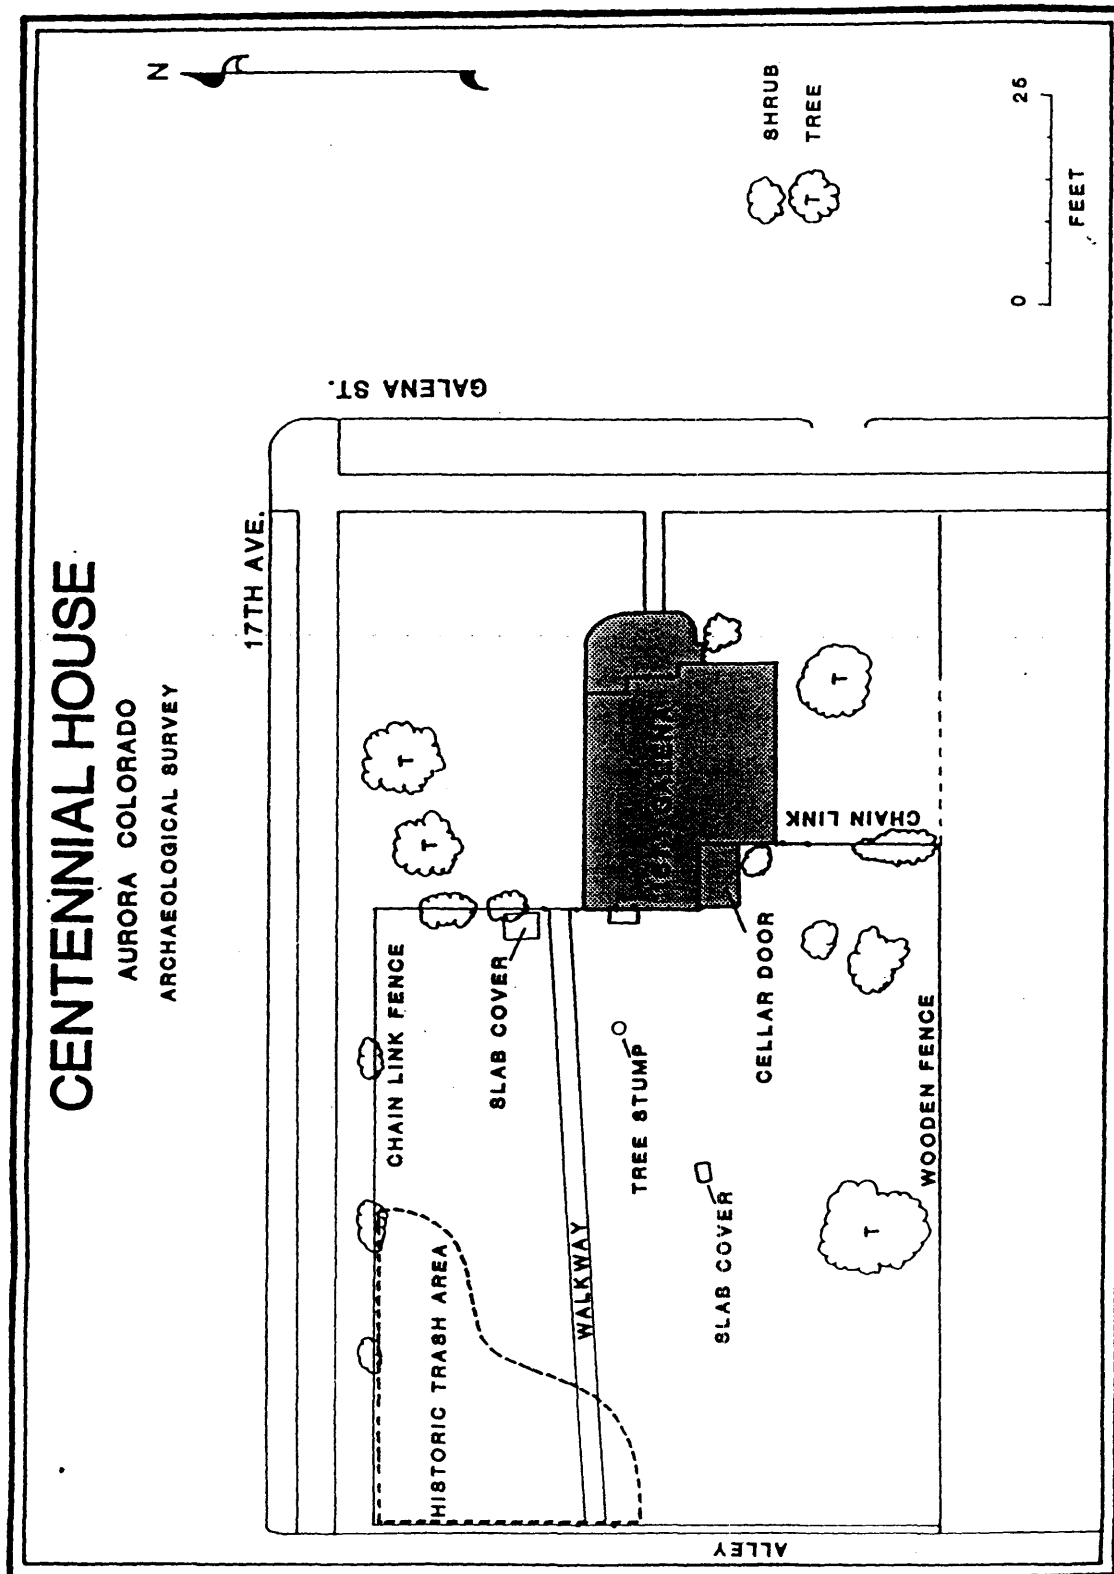 CENTENNIAL HOUSE
AURORA COLORADO
ARCHAEOLOGICAL SURVEY
N
17TH AVE.
GALENA ST.
CHAIN LINK FENCE
HISTORIC TRASH AREA
T
T
SLAB COVER
WALKWAY
TREE STUMP
GALENA
SLAB COVER
CELLAR DOOR
CHAIN LINK
T
T
WOODEN FENCE
ALLEY
SHRUB
T TREE
0 25
FEET